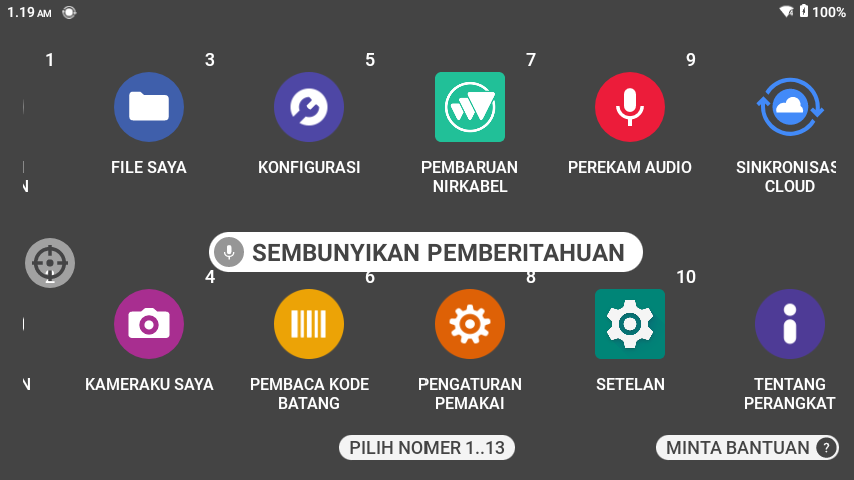 1.19 AM
100%
1
3
5
7
9
FILE SAYA
KONFIGURASI
PEMBARUAN
NIRKABEL
PEREKAM AUDIO
SINKRONISAS
CLOUD
N
SEMBUNYIKAN PEMBERITAHUAN
2
4
6
8
10
KAMERAKU SAYA
PEMBACA KODE
BATANG
PENGATURAN
PEMAKAI
SETELAN
TENTANG
PERANGKAT
N
PILIH NOMER 1..13
MINTA BANTUAN ?